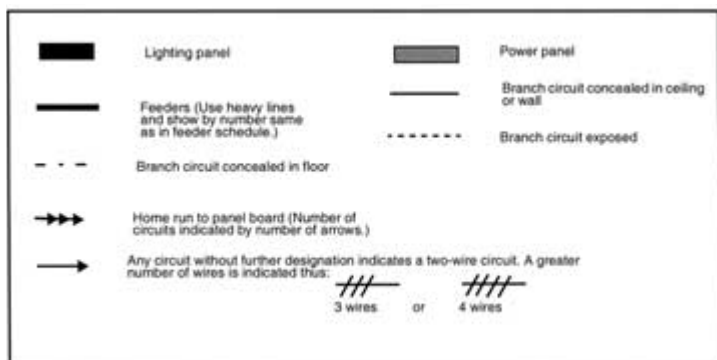 Lighting panel
Power panel
Feeders (Use heavy lines
and show by number same
as in feeder schedule.)
Branch circuit concealed in ceiling
or wall
Branch circuit exposed
Branch circuit concealed in floor
Home run to panel board (Number of
circuits indicated by number of arrows.)
Any circuit without further designation indicates a two-wire circuit. A greater
number of wires is indicated thus:
3 wires or 4 wires